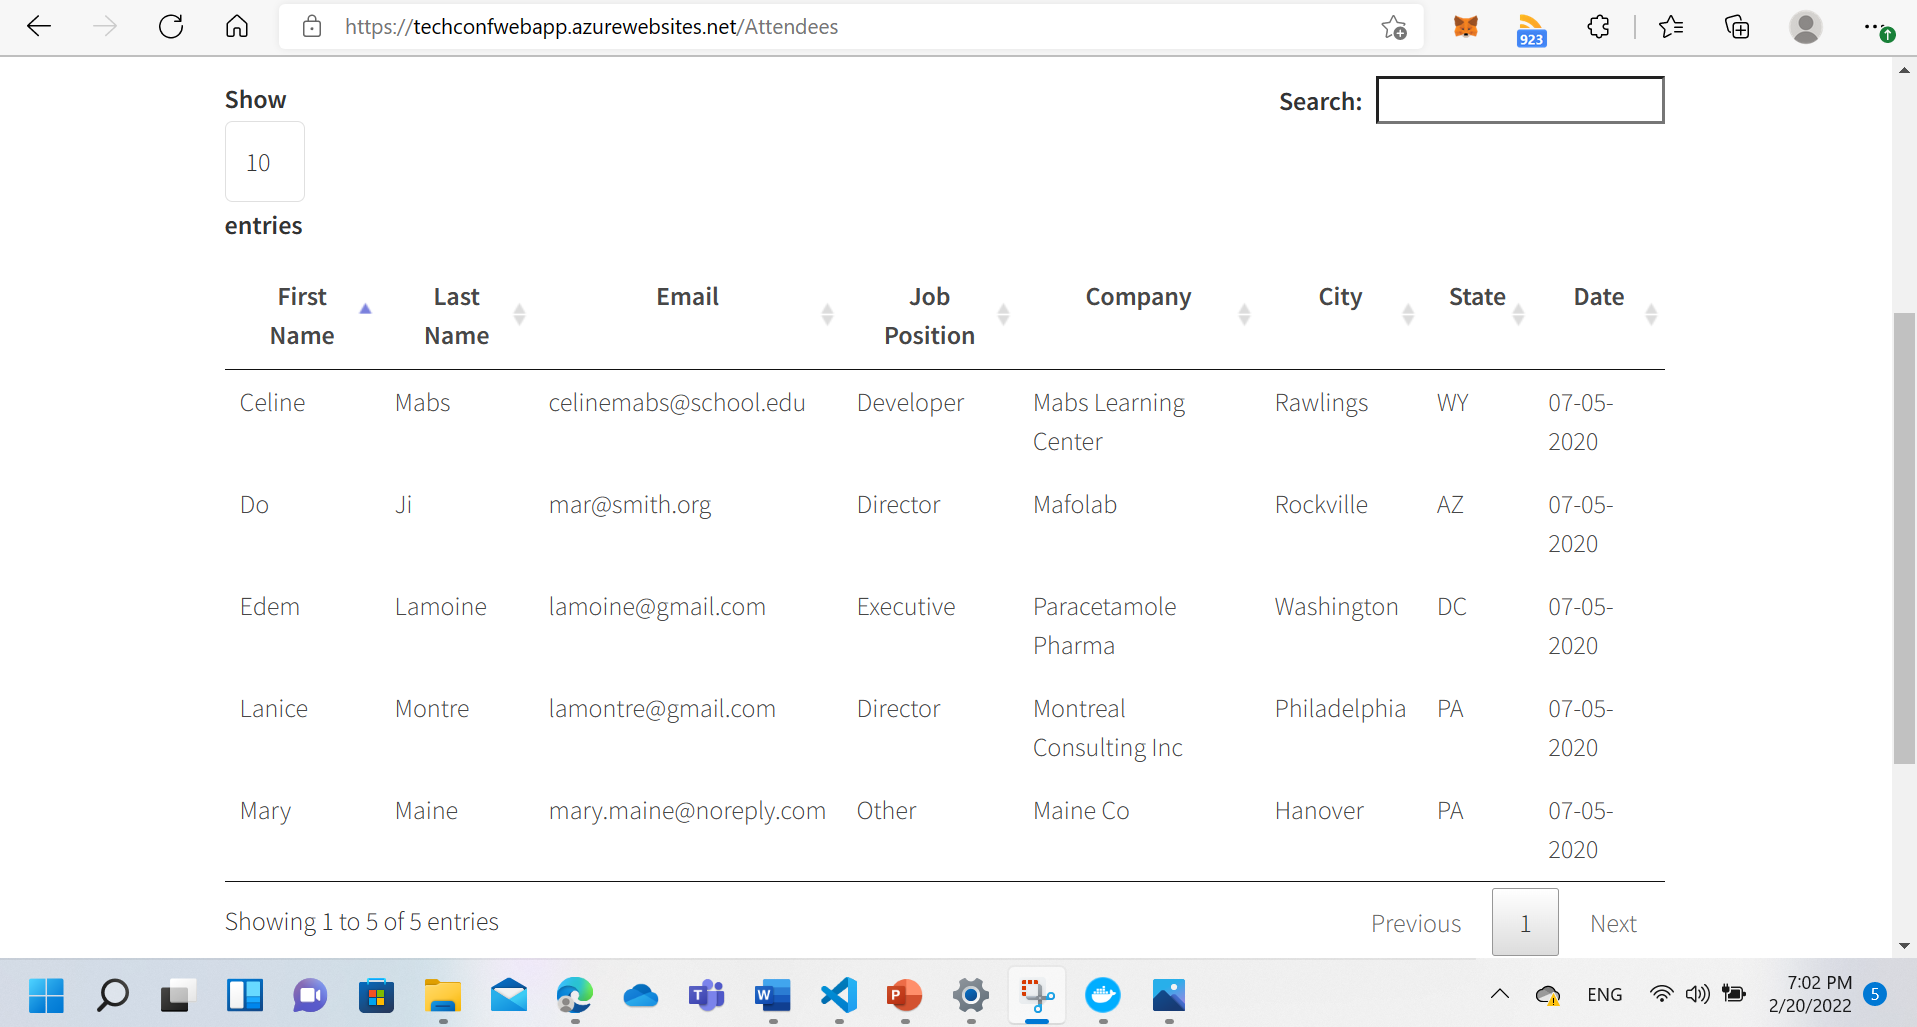 https://techconfwebapp.azurewebsites.net/Attendees
923
Show
Search:
10
entries
First Name Last Name Email Job Position Company City State Date
Celine Mabs celinemabs@school.edu Developer Mabs Learning Center Rawlings WY 07-05-2020
Do Ji mar@smith.org Director Mafolab Rockville AZ 07-05-2020
Edem Lamoine lamoine@gmail.com Executive Paracetamole Pharma Washington DC 07-05-2020
Lanice Montre lamontre@gmail.com Director Montreal Consulting Inc Philadelphia PA 07-05-2020
Mary Maine mary.maine@noreply.com Other Maine Co Hanover PA 07-05-2020
Showing 1 to 5 of 5 entries
Previous 1 Next
T
W
P
ENG
7:02 PM
2/20/2022
5